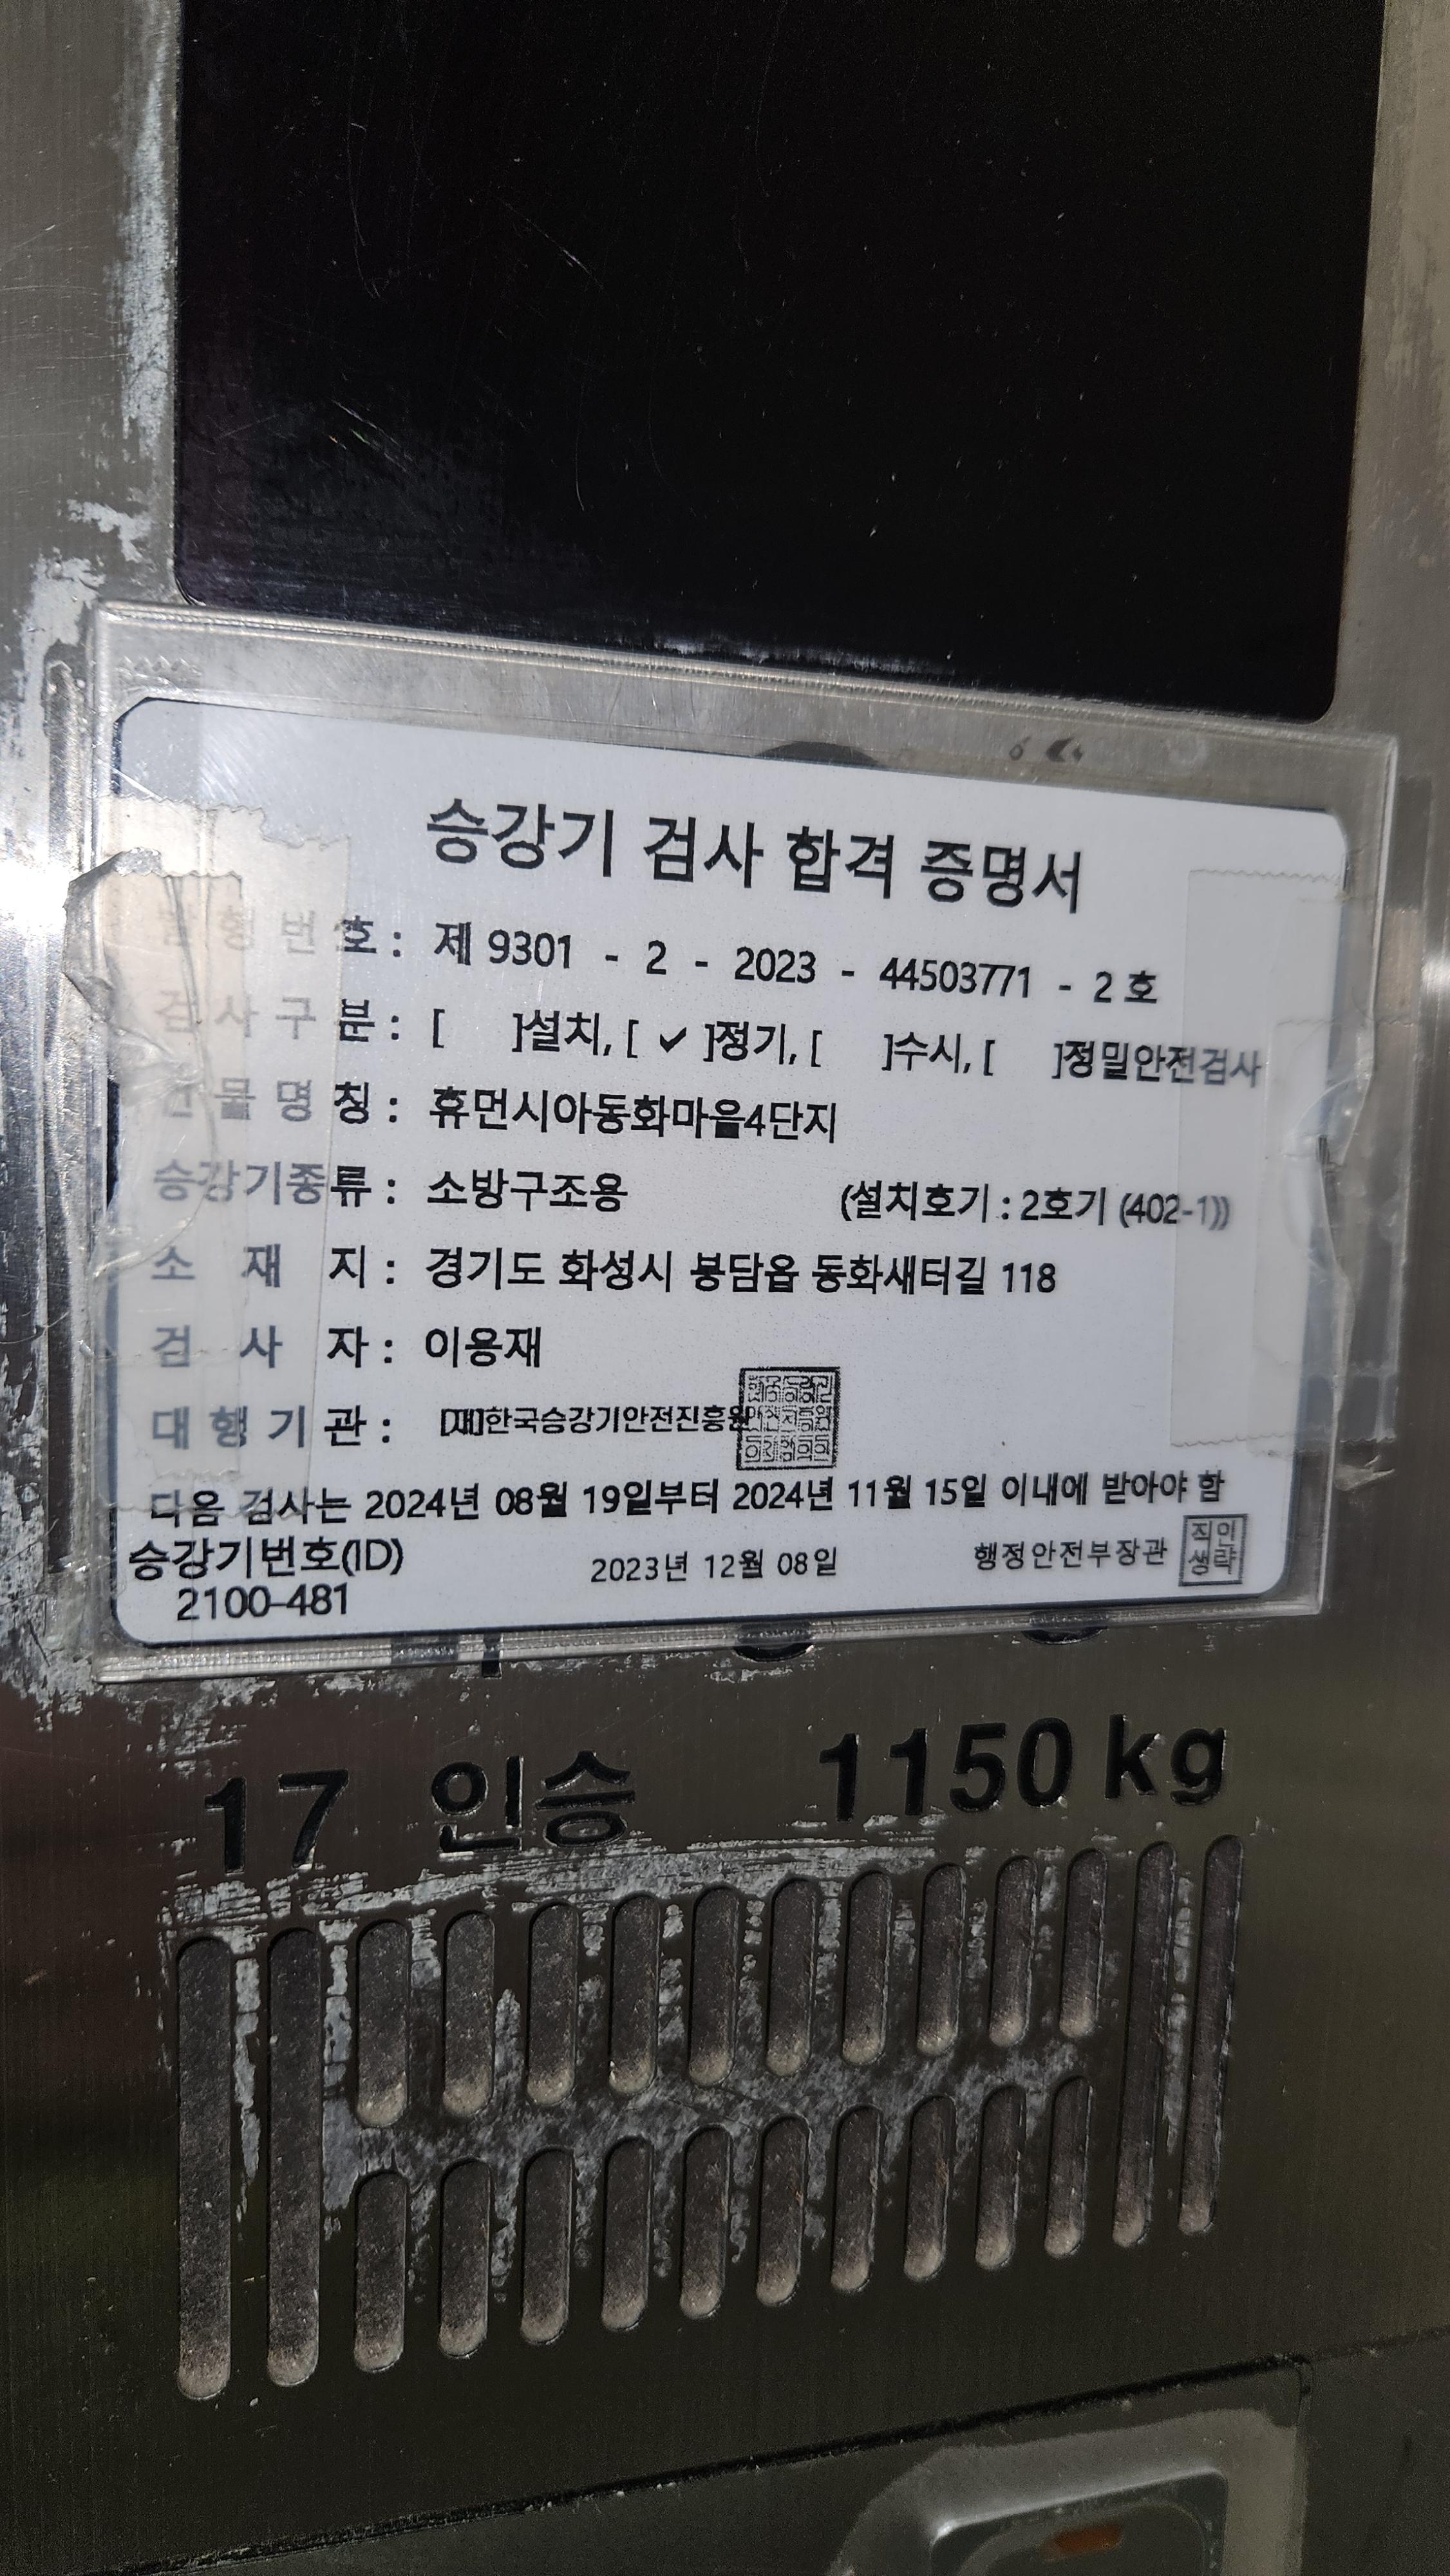 승강기 검사 합격 증명서
발행번호 : 제 9301 - 2 - 2023 - 44503771 - 2 호
검사구분 : [ ]설치, [ ✔ ]정기, [ ]수시, [ ]정밀안전검사
건물명칭 : 휴먼시아동화마을4단지
승강기종류 : 소방구조용 (설치호기 : 2호기 (402-1))
소재지 : 경기도 화성시 봉담읍 동화새터길 118
검사자 : 이용재
대행기관 : [재]한국승강기안전진흥원
다음 검사는 2024년 08월 19일부터 2024년 11월 15일 이내에 받아야 함
승강기번호(ID) 2023년 12월 08일 행정안전부장관 직인생략
2100-481
17 인승 1150 kg